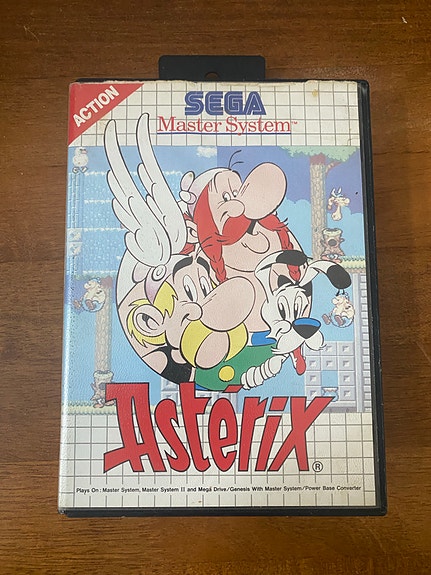 ACTION
SEGA
Master System™
Asterix®
Plays On: Master System, Master System II and Mega Drive/Genesis With Master System/Power Base Converter